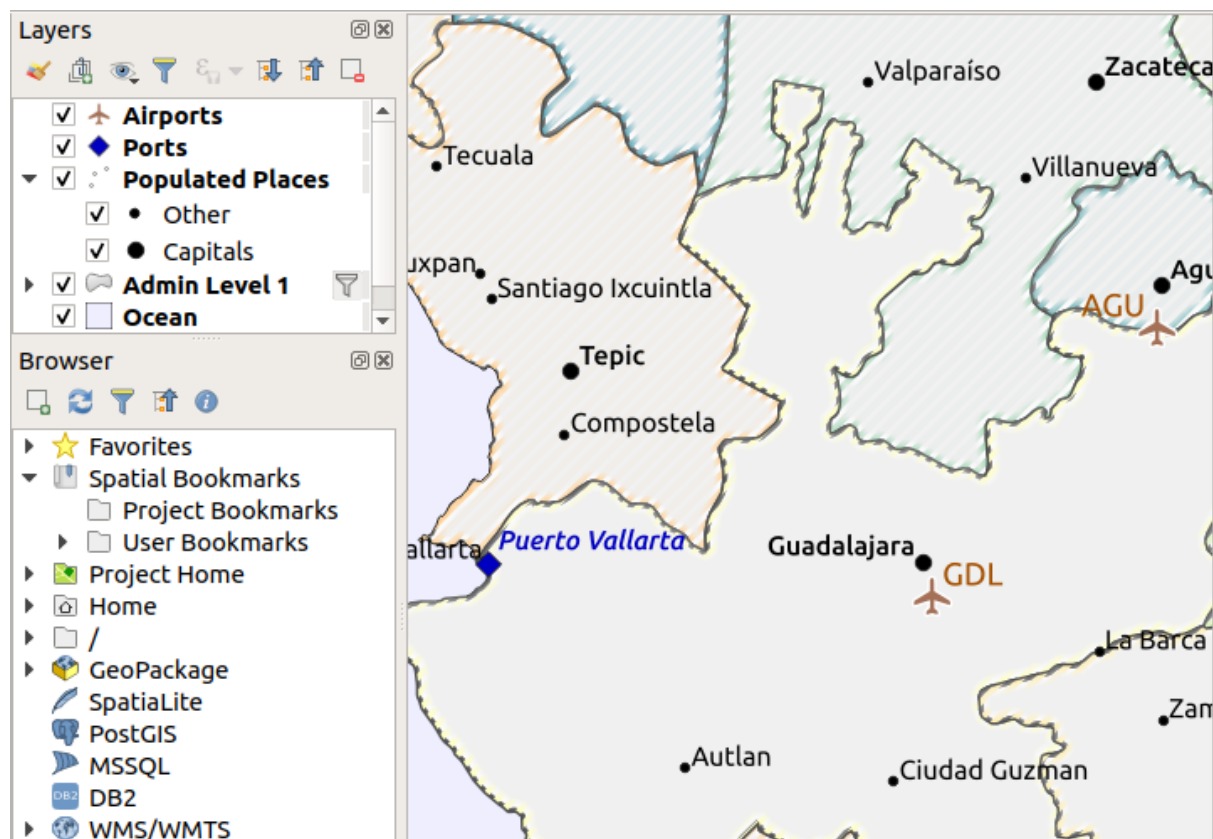 Layers
Airports
Ports
Populated Places
Other
Capitals
Admin Level 1
Ocean
Browser
Favorites
Spatial Bookmarks
Project Bookmarks
User Bookmarks
Project Home
Home
/
GeoPackage
SpatiaLite
PostGIS
MSSQL
DB2
DB2
WMS/WMTS
Valparaíso
Zacateca
Tecuala
Villanueva
uxpan
Santiago Ixcuintla
Agu
AGU
Tepic
Compostela
allarta
Puerto Vallarta
Guadalajara
GDL
La Barca
Zam
Autlan
Ciudad Guzman